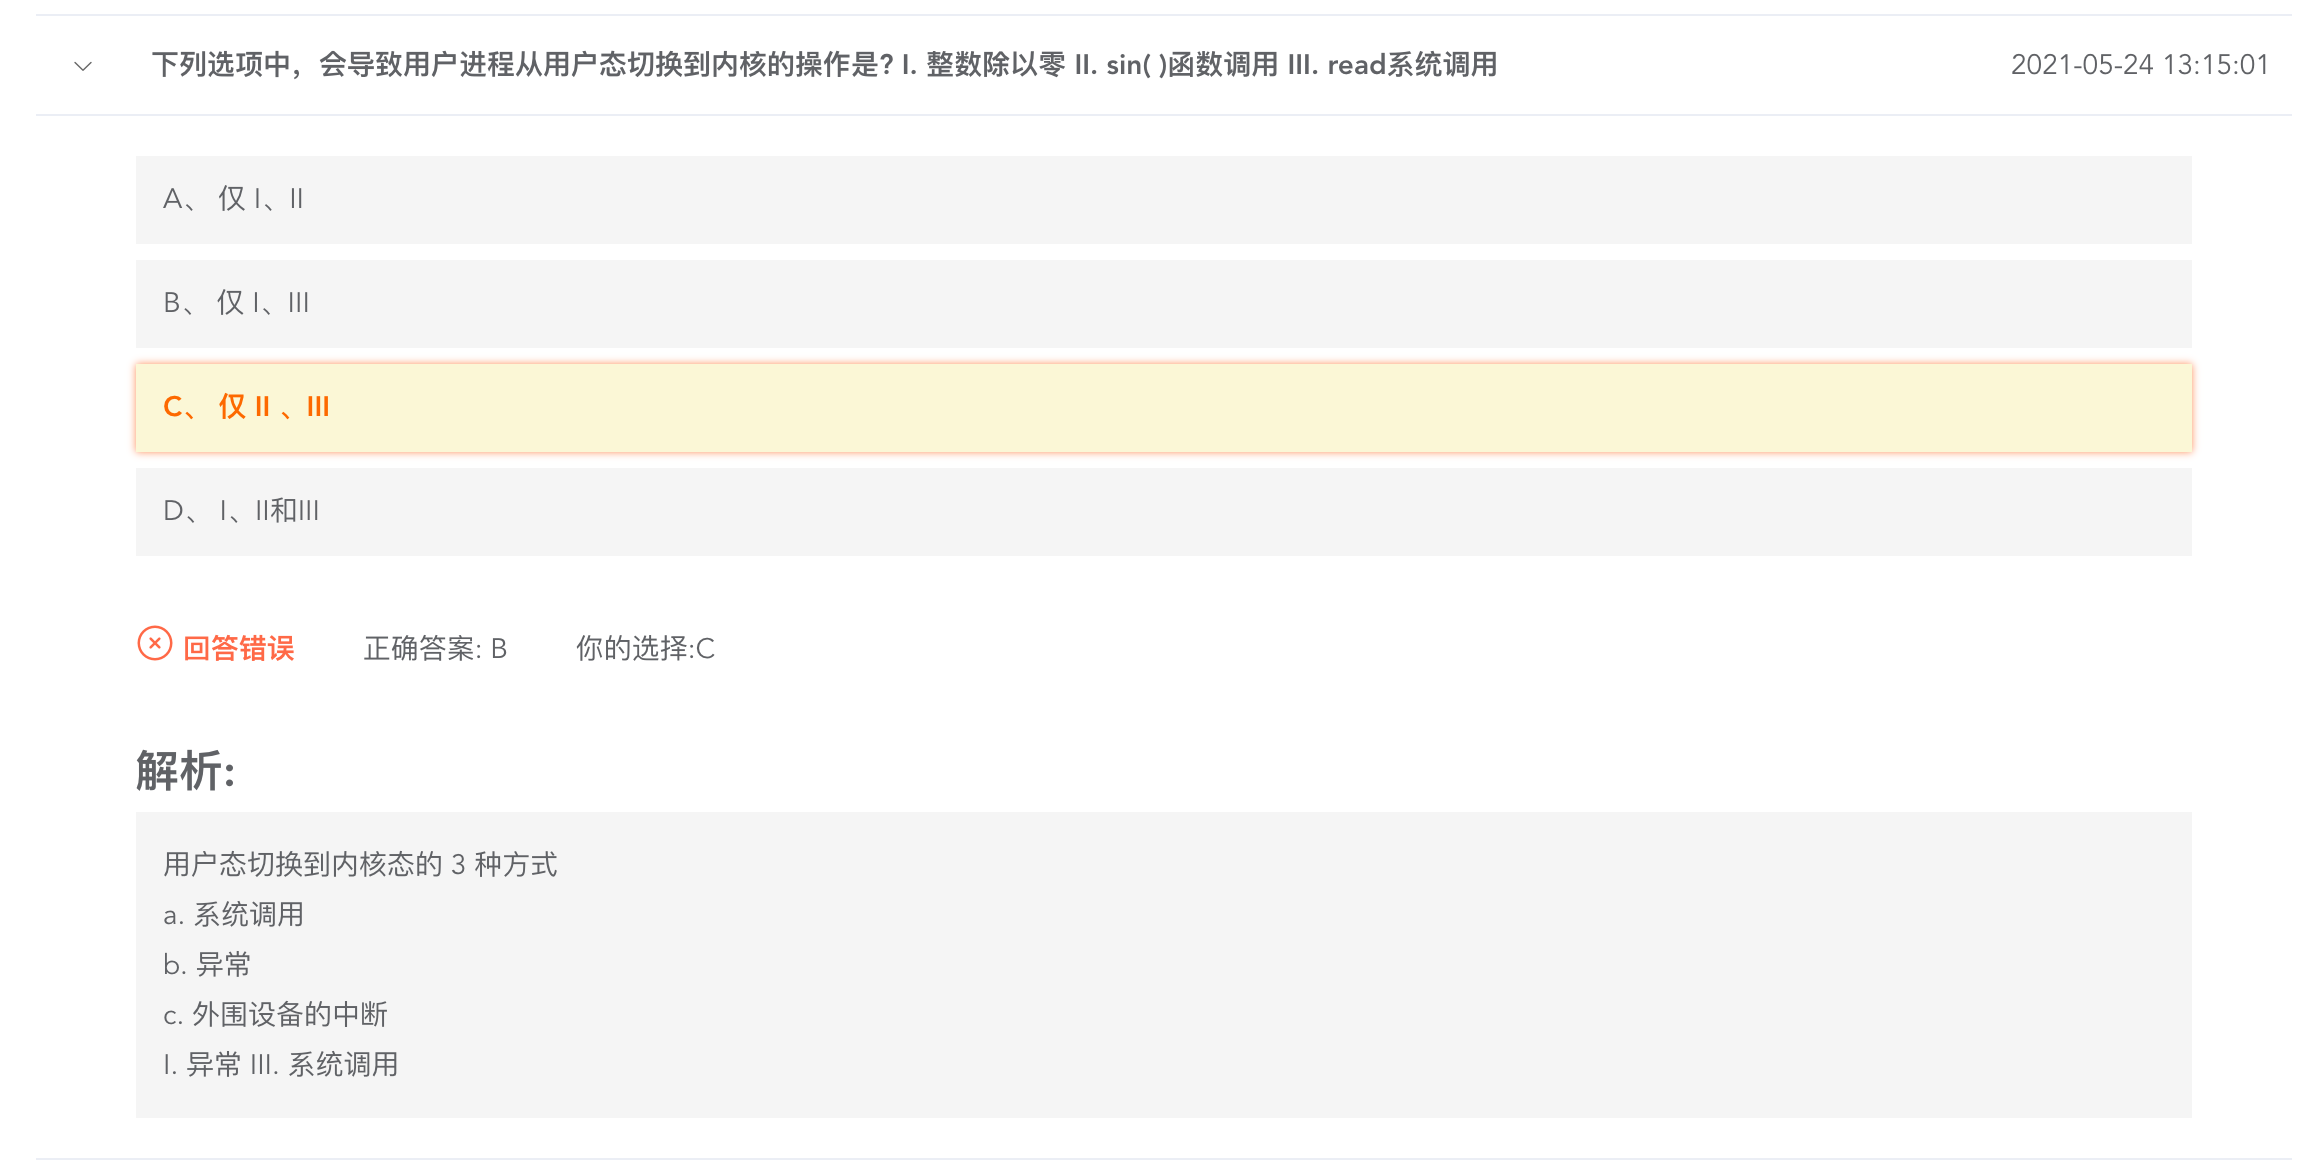 下列选项中，会导致用户进程从用户态切换到内核的操作是? I. 整数除以零 II. sin( )函数调用 III. read系统调用
2021-05-24 13:15:01
A、 仅 I、II
B、 仅 I、III
C、 仅 II 、III
D、 I、II和III
回答错误 正确答案: B 你的选择:C
解析:
用户态切换到内核态的 3 种方式
a. 系统调用
b. 异常
c. 外围设备的中断
I. 异常 III. 系统调用